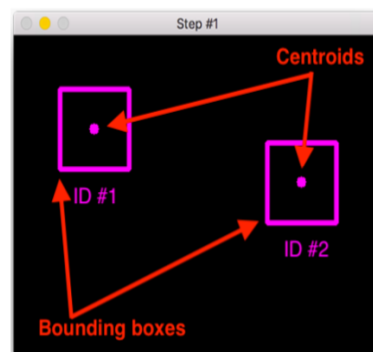 Step #1
Centroids
ID #1
ID #2
Bounding boxes